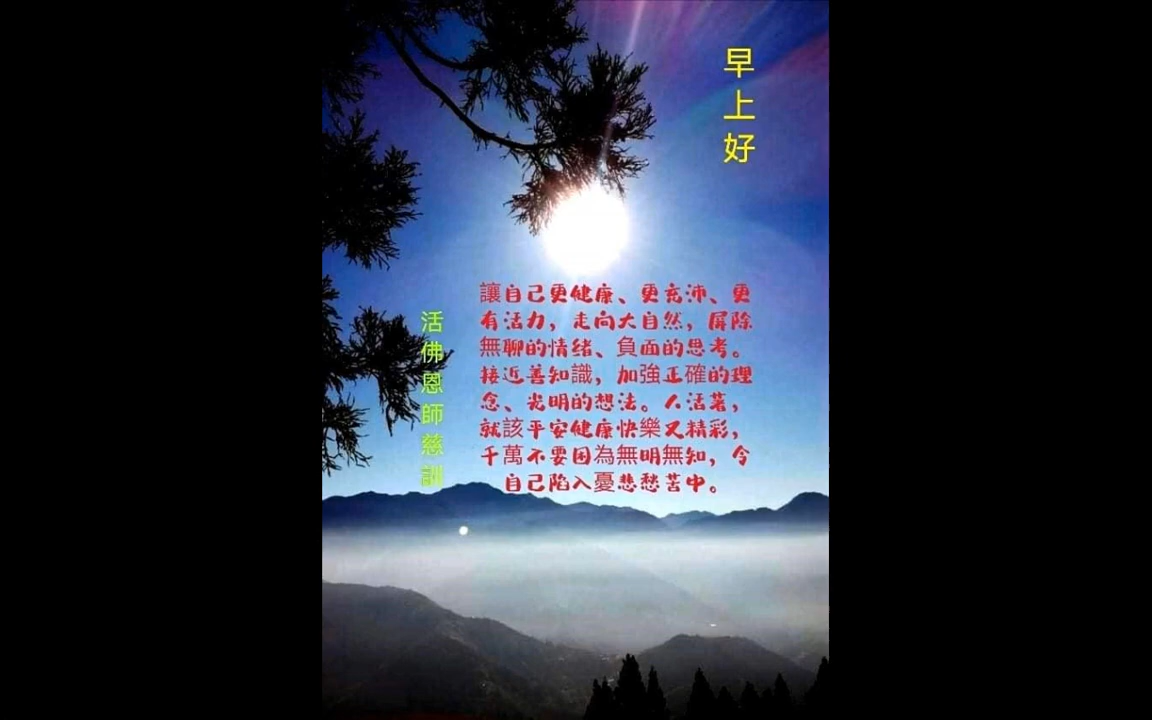 早上好
讓自己更健康、更充沛、更
有活力，走向大自然，屏除
無聊的情绪、負面的思考。
接近善知識，加強正確的理
念、光明的想法。人活著，
就該平安健康快樂又精彩，
千萬不要困為無明無知，令
自己陷入憂悲愁苦中。
活佛恩師慈訓